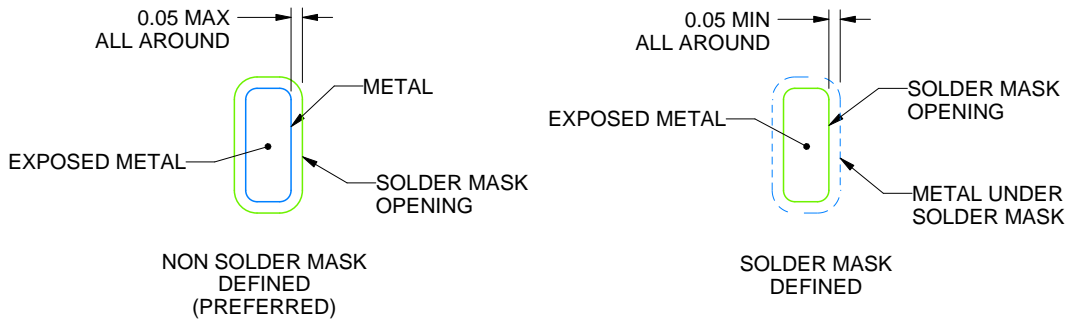 0.05 MAX
ALL AROUND
METAL
EXPOSED METAL
SOLDER MASK
OPENING
NON SOLDER MASK
DEFINED
(PREFERRED)
0.05 MIN
ALL AROUND
SOLDER MASK
OPENING
EXPOSED METAL
METAL UNDER
SOLDER MASK
SOLDER MASK
DEFINED